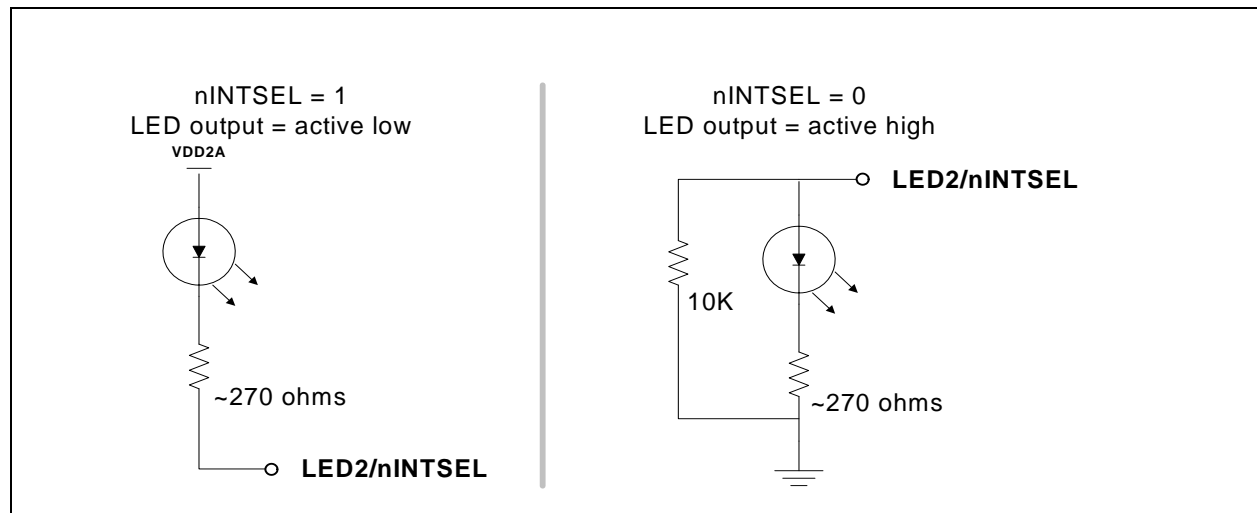 nINTSEL = 1
LED output = active low
VDD2A
~270 ohms
LED2/nINTSEL
nINTSEL = 0
LED output = active high
LED2/nINTSEL
10K
~270 ohms